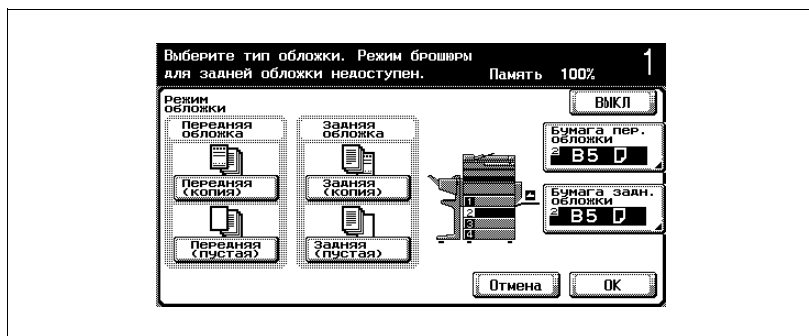 Выберите тип обложки. Режим брошюры
для задней обложки недоступен.
Память 100%
1
Режим
обложки
ВЫКЛ
Передняя
обложка
Задняя
обложка
Бумага пер.
обложки
2 B5
Передняя
(копия)
Задняя
(копия)
Бумага задн.
обложки
2 B5
1
2
3
4
Передняя
(пустая)
Задняя
(пустая)
Отмена
OK